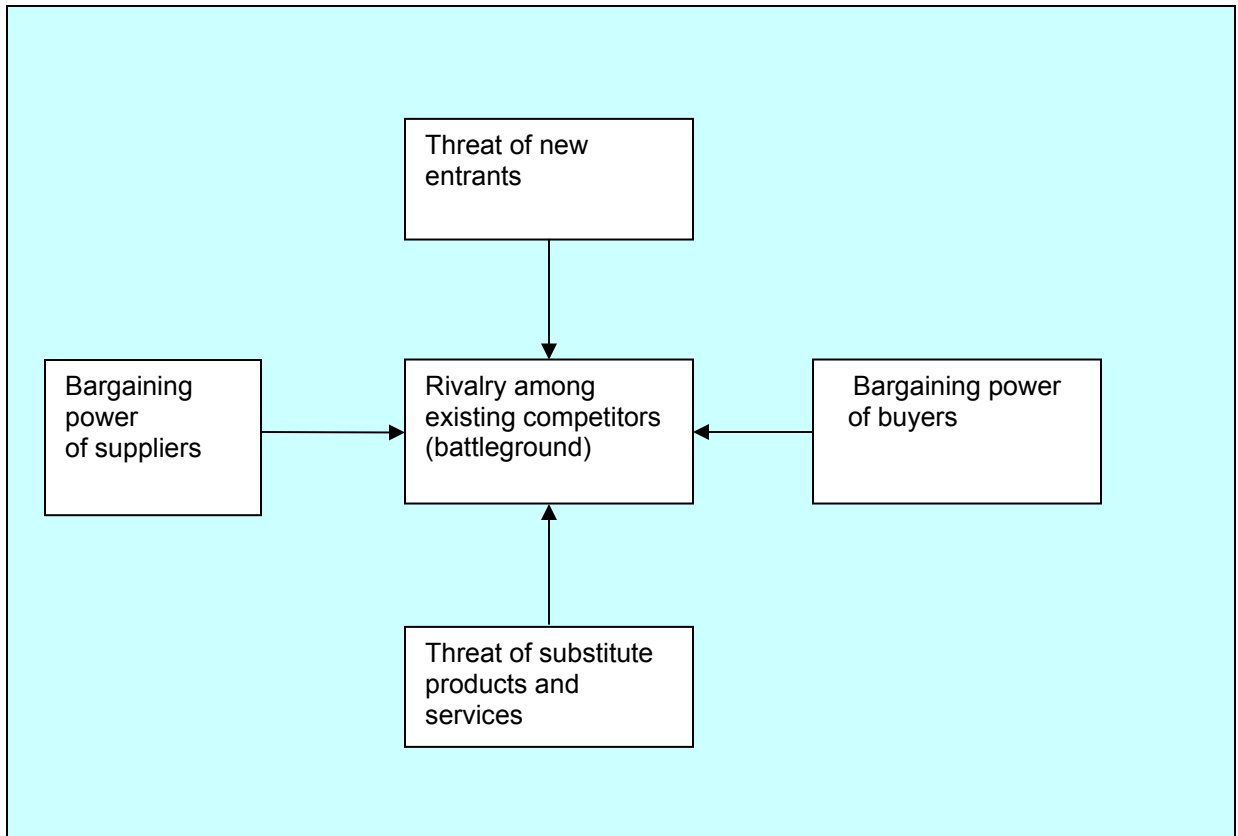 Threat of new
entrants
Bargaining
power
of suppliers
Rivalry among
existing competitors
(battleground)
Bargaining power
of buyers
Threat of substitute
products and
services